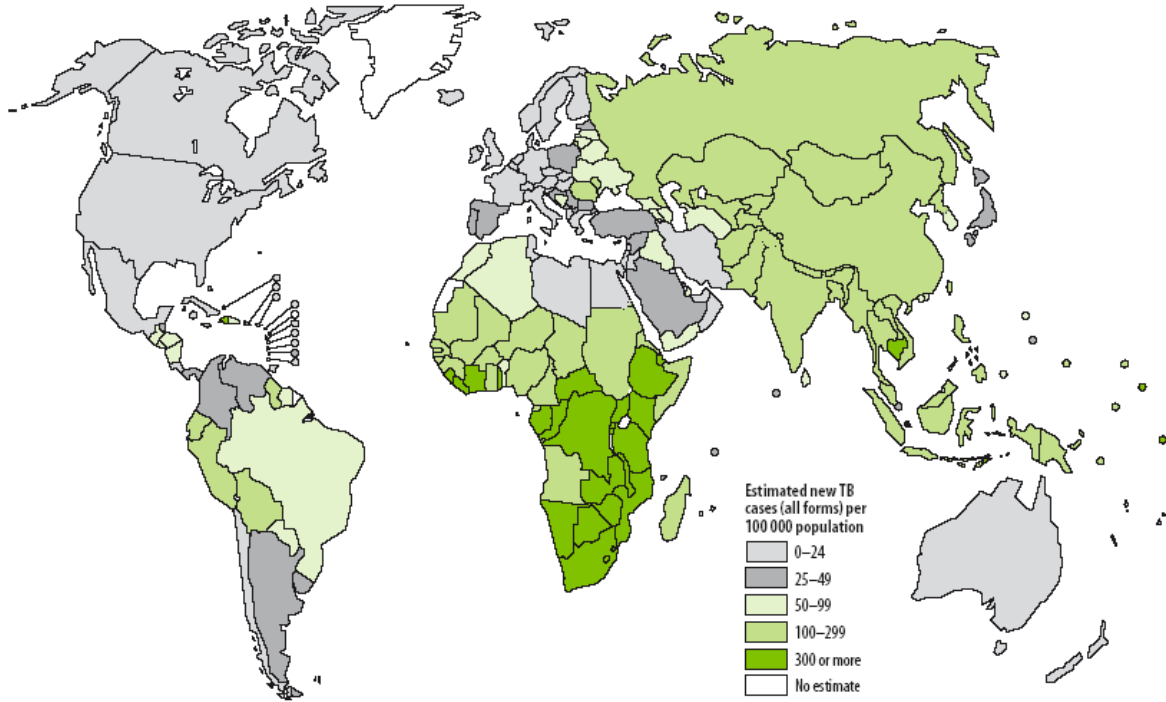 1
Estimated new TB
cases (all forms) per
100 000 population
0–24
25–49
50–99
100–299
300 or more
No estimate